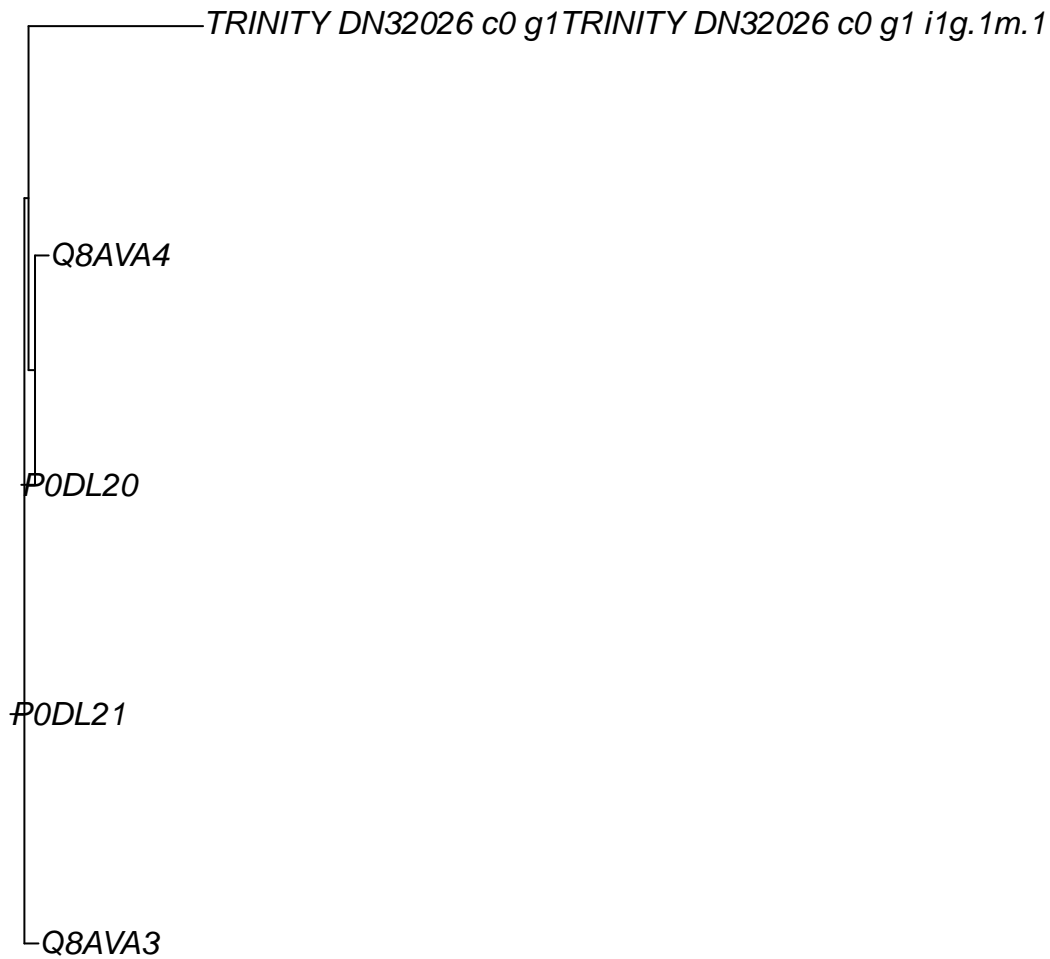 TRINITY DN32026 c0 g1TRINITY DN32026 c0 g1 i1g.1m.1
Q8AVA4
P0DL20
P0DL21
Q8AVA3